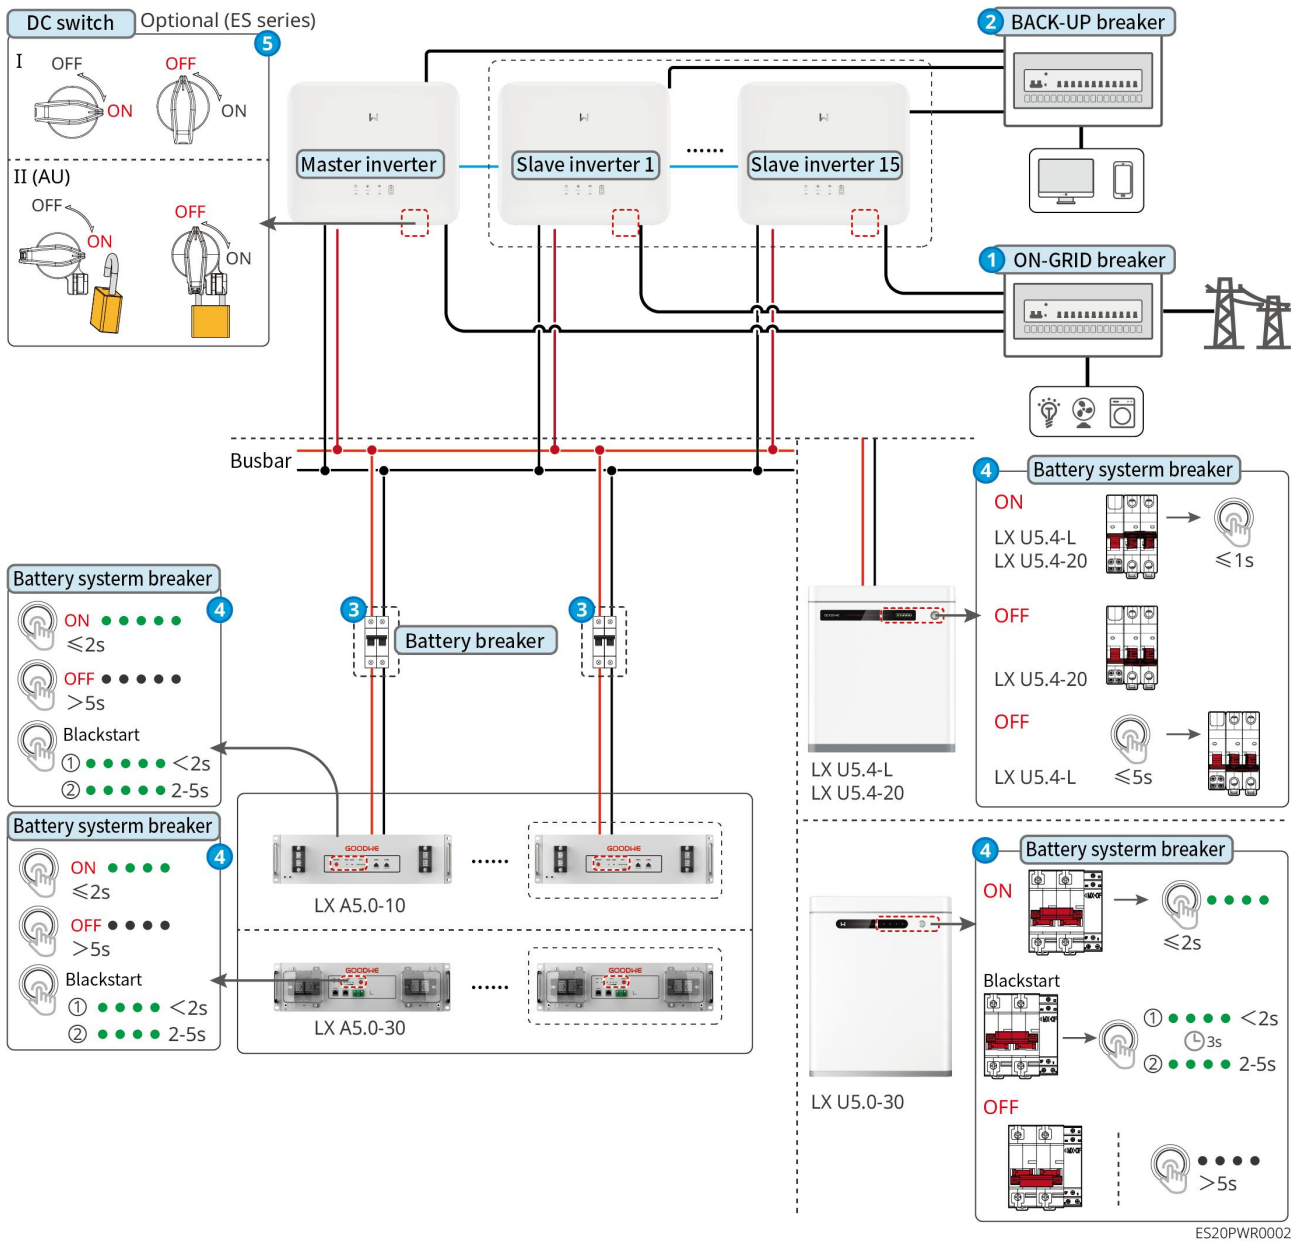 DC switch Optional (ES series)
5
I OFF OFF
ON ON
II (AU)
OFF OFF
ON ON
2 BACK-UP breaker
Master inverter
Slave inverter 1
......
Slave inverter 15
1 ON-GRID breaker
Busbar
3 3
Battery breaker
Battery systerm breaker
4
ON
≤2s
OFF
>5s
Blackstart
① <2s
② 2-5s
Battery systerm breaker
4
ON
≤2s
OFF
>5s
Blackstart
① <2s
② 2-5s
GOODWE ...... GOODWE
LX A5.0-10
GOODWE ...... GOODWE
LX A5.0-30
GOODWE
LX U5.4-L
LX U5.4-20
4 Battery systerm breaker
ON
LX U5.4-L
LX U5.4-20
≤1s
OFF
LX U5.4-20
OFF
LX U5.4-L
≤5s
LX U5.0-30
4 Battery systerm breaker
ON
≤2s
Blackstart
① <2s
3s
② 2-5s
OFF
>5s
ES20PWR0002